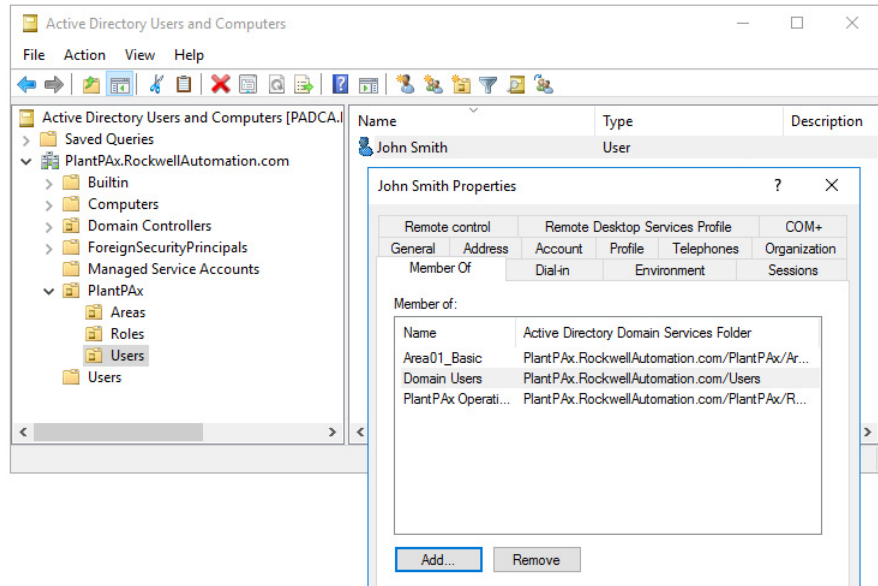 Active Directory Users and Computers
File Action View Help
Active Directory Users and Computers [PADCA.
Saved Queries
PlantPAx.RockwellAutomation.com
Builtin
Computers
Domain Controllers
ForeignSecurityPrincipals
Managed Service Accounts
PlantPAx
Areas
Roles
Users
Users
Name Type Description
John Smith User
John Smith Properties
Remote control Remote Desktop Services Profile COM+
General Address Account Profile Telephones Organization
Member Of Dial-in Environment Sessions
Member of:
Name Active Directory Domain Services Folder
Area01_Basic PlantPAx.RockwellAutomation.com/PlantPAx/Ar...
Domain Users PlantPAx.RockwellAutomation.com/Users
PlantPAx Operati... PlantPAx.RockwellAutomation.com/PlantPAx/R...
Add... Remove